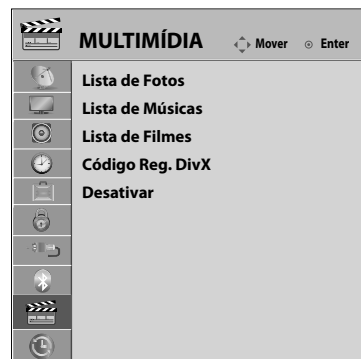 MULTIMÍDIA Mover Enter
Lista de Fotos
Lista de Músicas
Lista de Filmes
Código Reg. DivX
Desativar